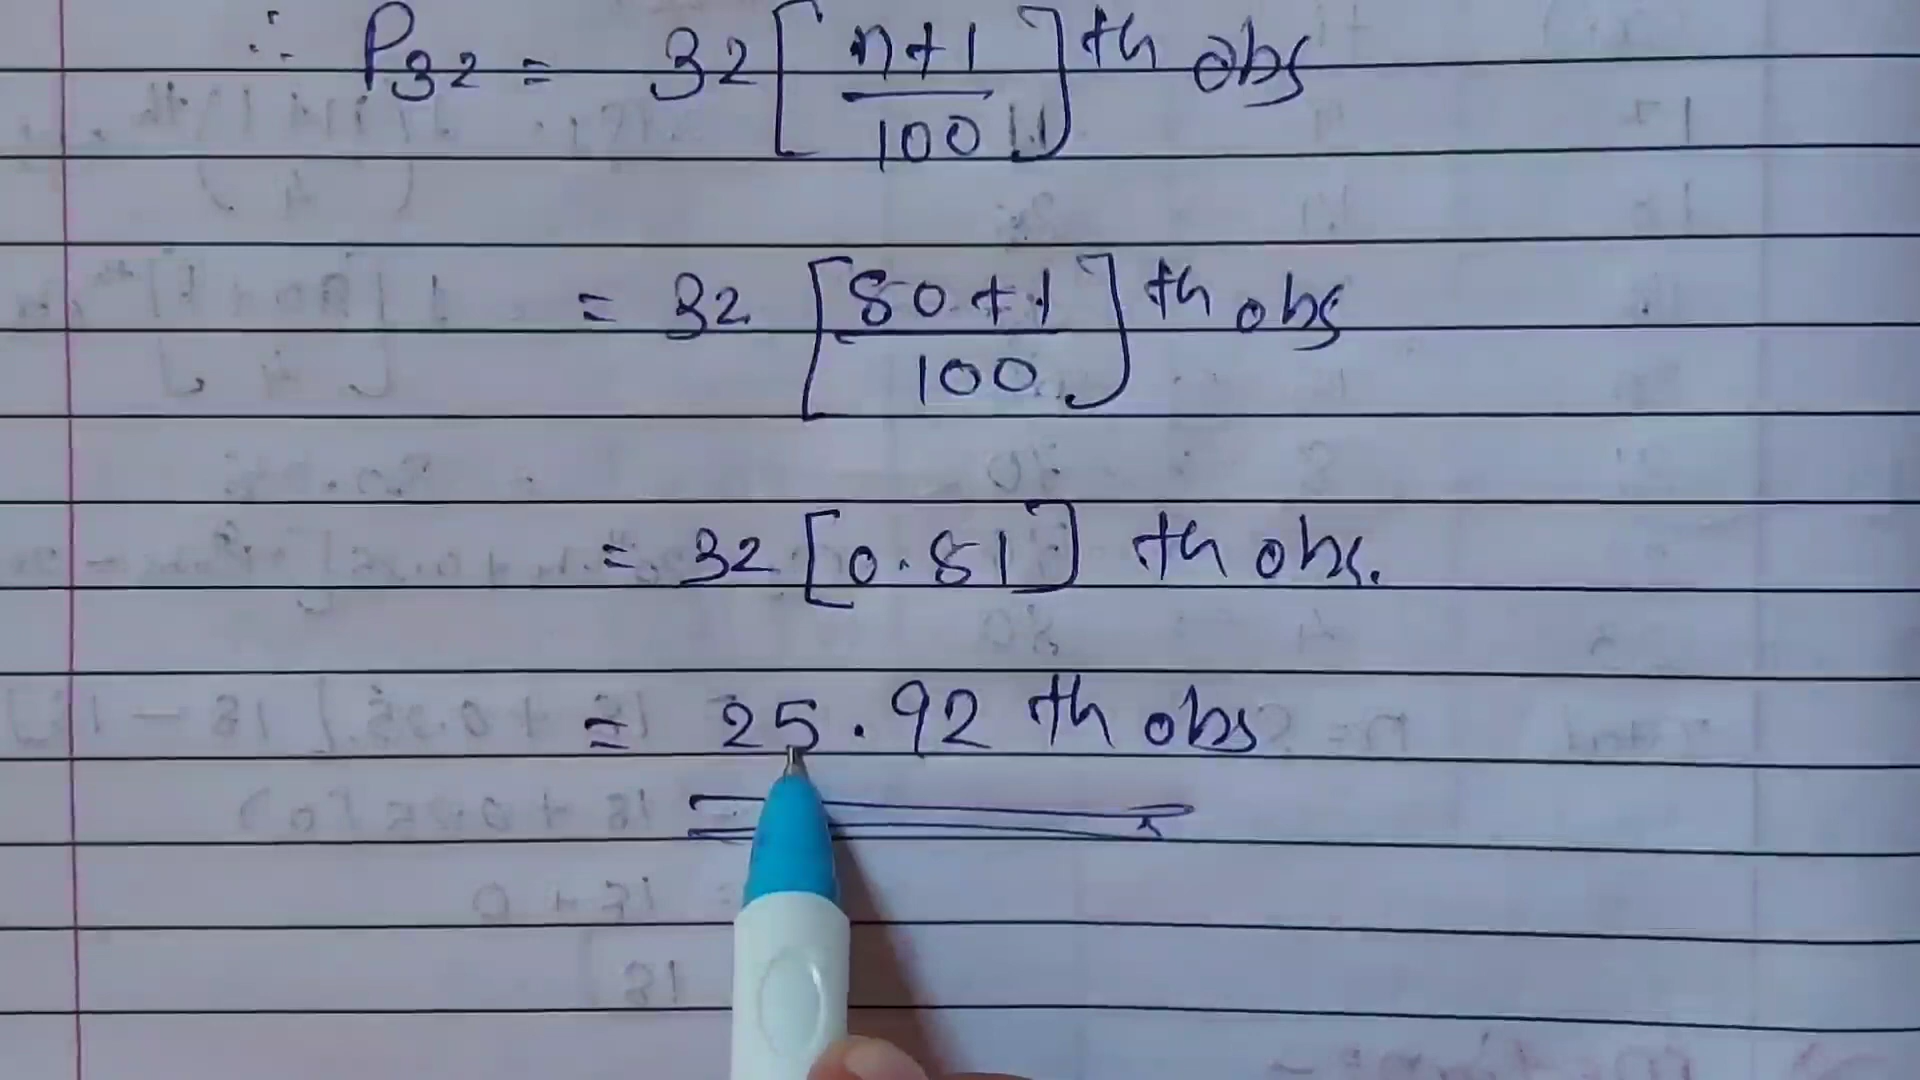 ∴ P32 = 32 [n+1/100] th obs
= 32 [80+1/100] th obs
= 32 [0.81] th obs.
= 25.92 th obs